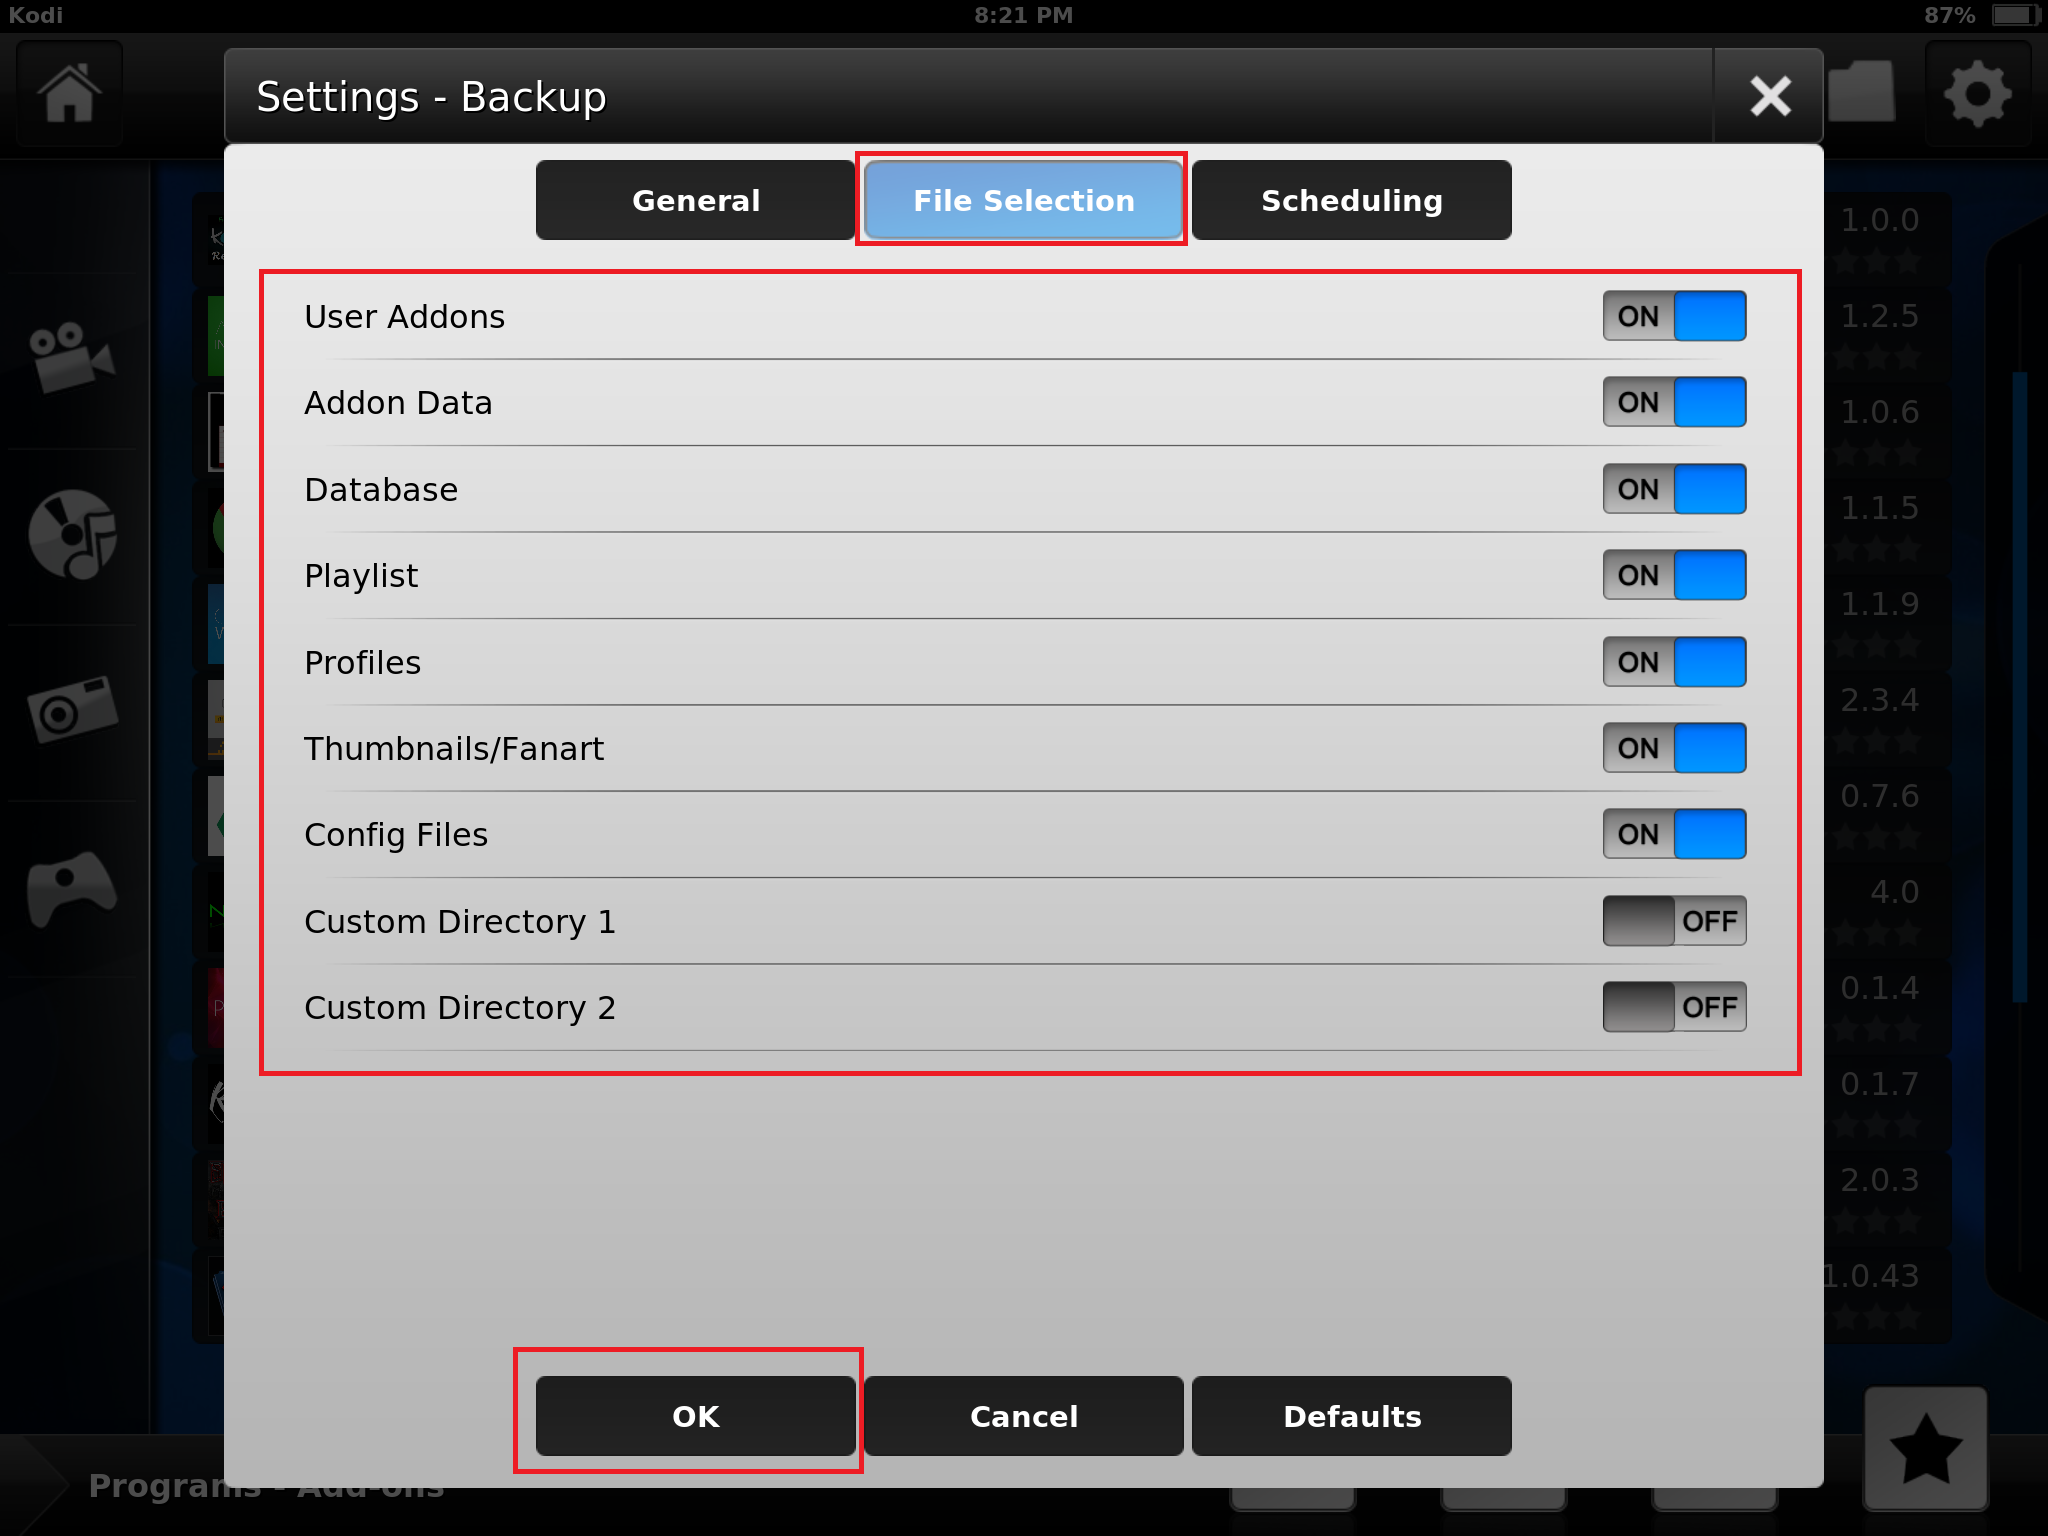 Kodi
8:21 PM
87%
Settings - Backup
General
File Selection
Scheduling
User Addons
ON
Addon Data
ON
Database
ON
Playlist
ON
Profiles
ON
Thumbnails/Fanart
ON
Config Files
ON
Custom Directory 1
OFF
Custom Directory 2
OFF
1.0.0
1.2.5
1.0.6
1.1.5
1.1.9
2.3.4
0.7.6
4.0
0.1.4
0.1.7
2.0.3
1.0.43
OK
Cancel
Defaults
Programs - Add-ons